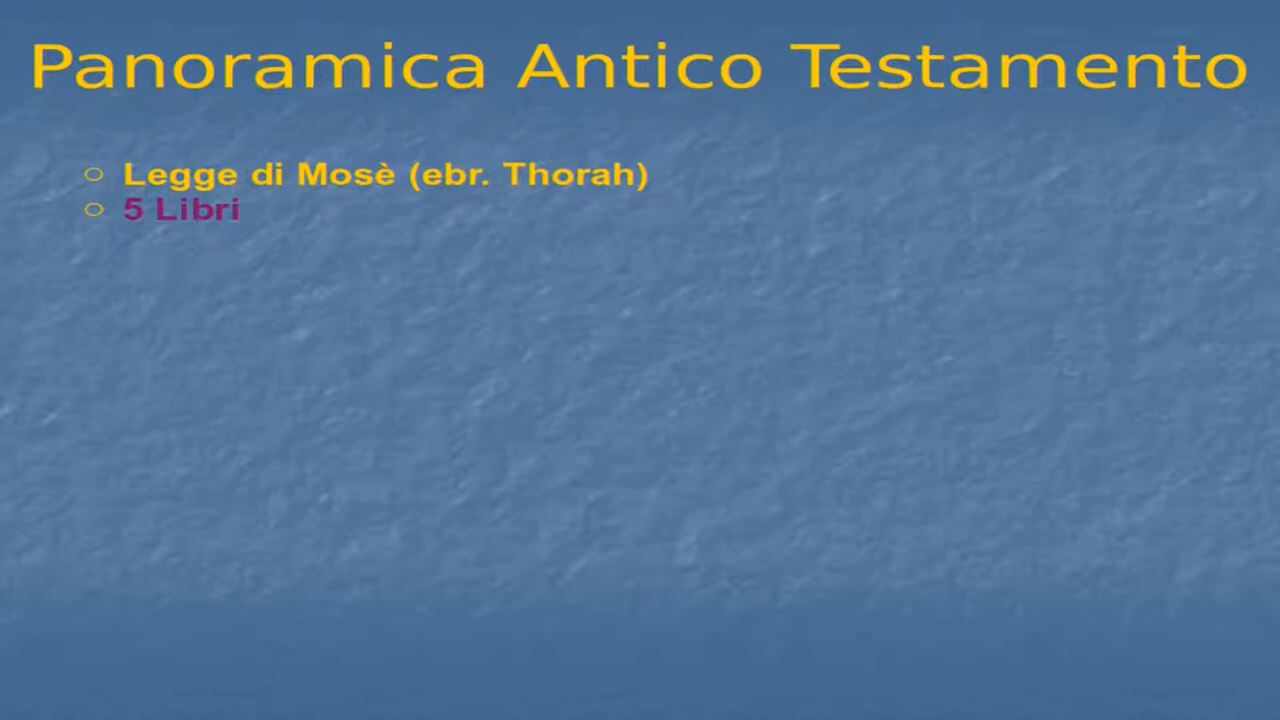 Panoramica Antico Testamento
Legge di Mosè (ebr. Thorah)
5 Libri